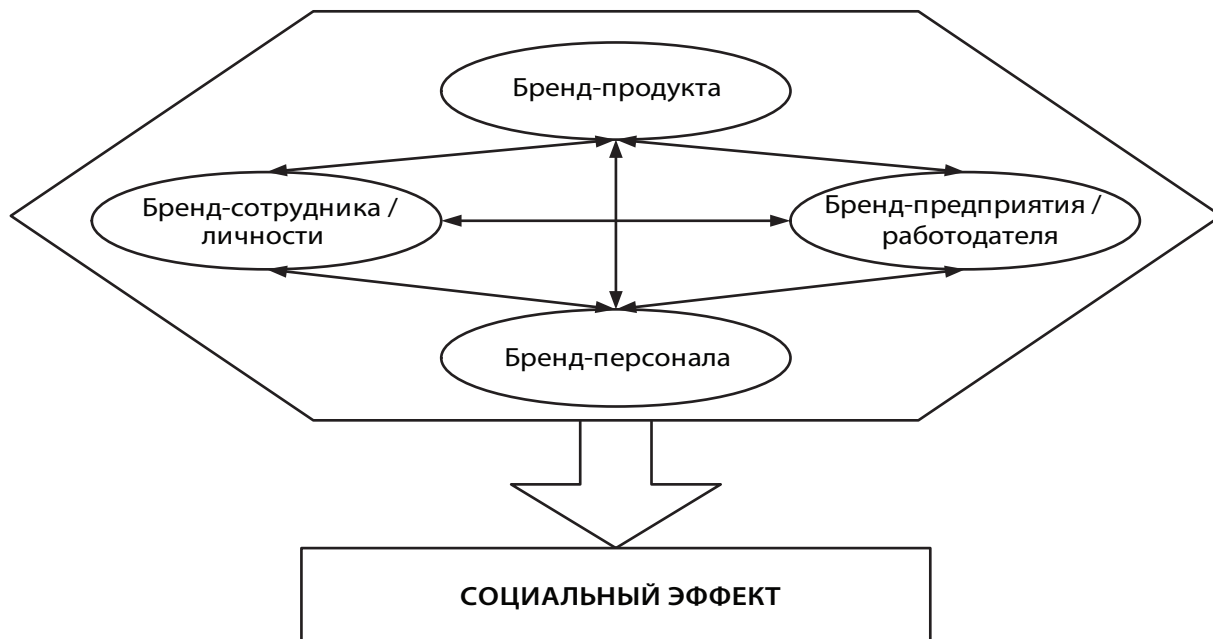 Бренд-продукта
Бренд-сотрудника /
личности
Бренд-предприятия /
работодателя
Бренд-персонала
СОЦИАЛЬНЫЙ ЭФФЕКТ